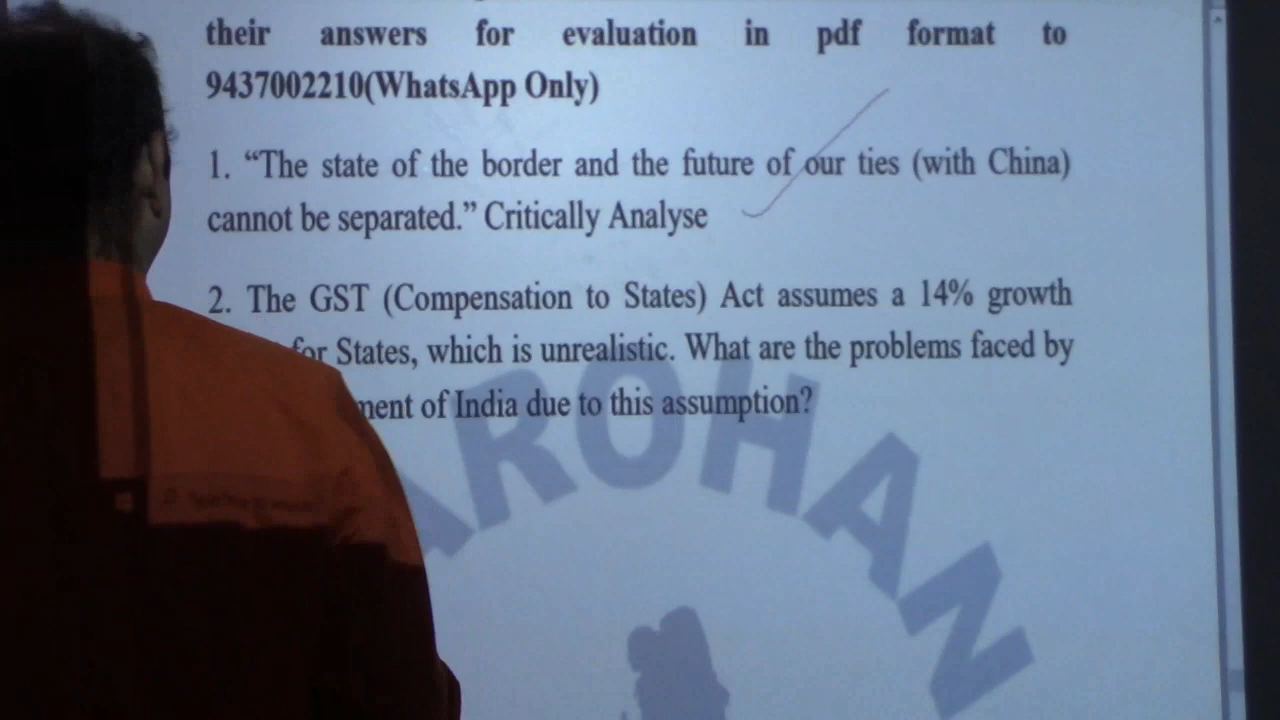 their answers for evaluation in pdf format to
9437002210(WhatsApp Only)
1. “The state of the border and the future of our ties (with China)
cannot be separated.” Critically Analyse
2. The GST (Compensation to States) Act assumes a 14% growth
for States, which is unrealistic. What are the problems faced by
ment of India due to this assumption?
AROHAN